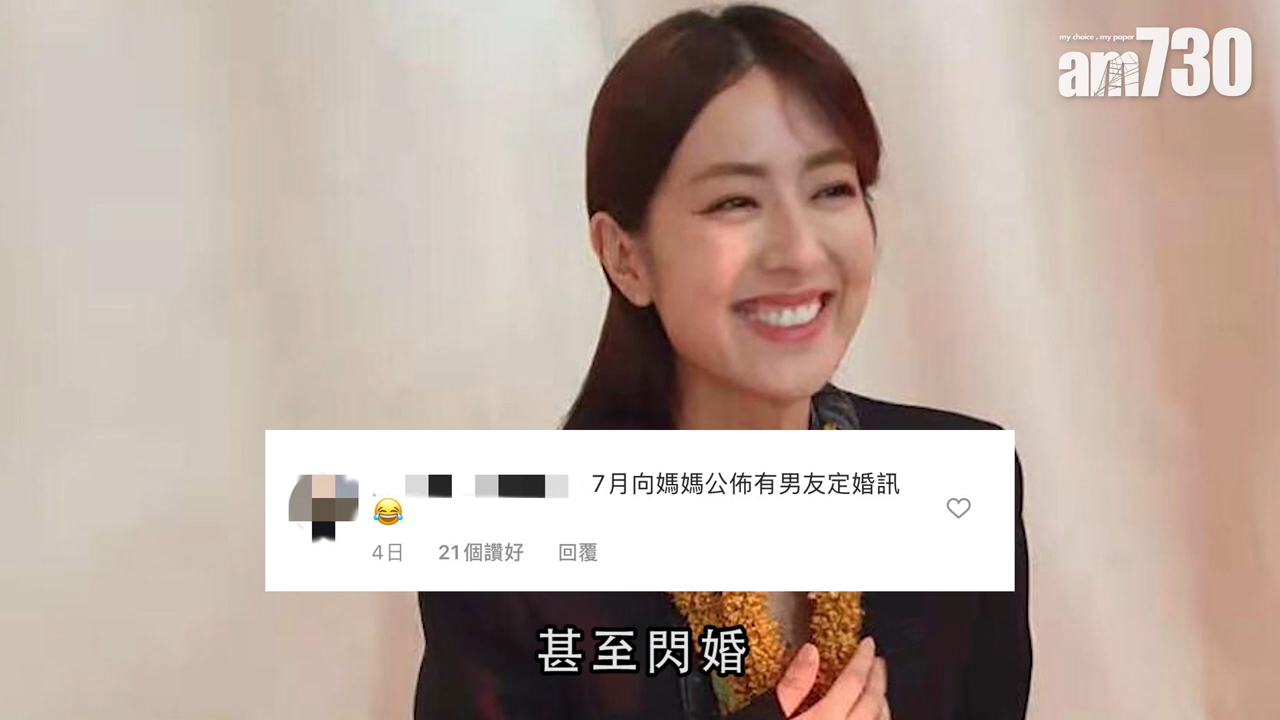 my choice . my paper
am730
7月向媽媽公佈有男友定婚訊
😂
4日 21個讚好 回覆
甚至閃婚